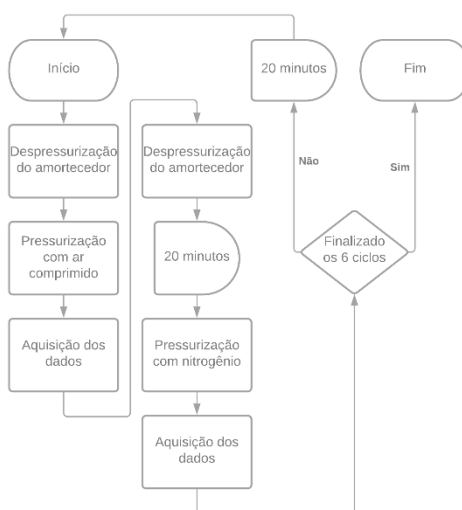 Início
Despressurização
do amortecedor
Pressurização
com ar
comprimido
Aquisição dos
dados
Despressurização
do amortecedor
20 minutos
Pressurização
com nitrogênio
Aquisição dos
dados
20 minutos
Não
Finalizado
os 6 ciclos
Sim
Fim